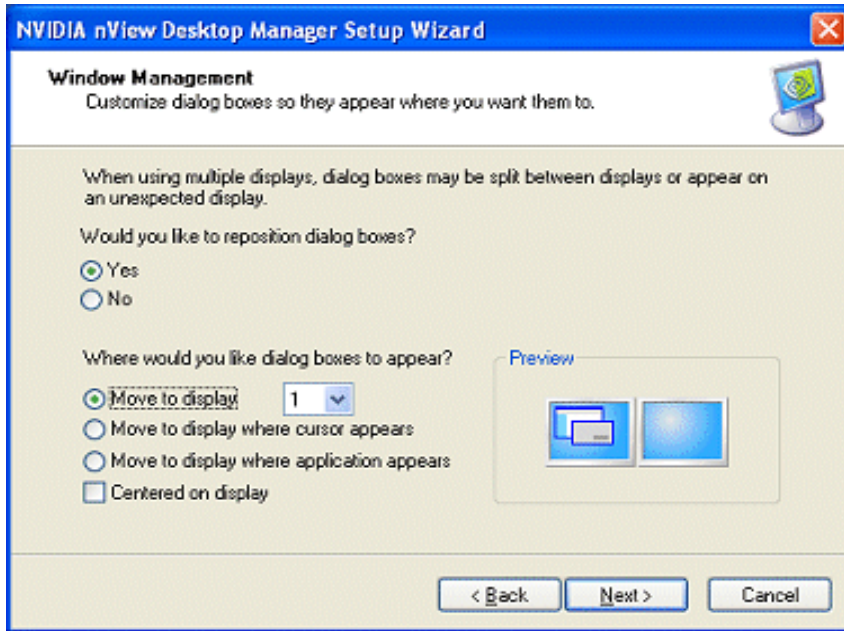 NVIDIA nView Desktop Manager Setup Wizard
Window Management
Customize dialog boxes so they appear where you want them to.
When using multiple displays, dialog boxes may be split between displays or appear on
an unexpected display.
Would you like to reposition dialog boxes?
Yes
No
Where would you like dialog boxes to appear?
Preview
Move to display 1
Move to display where cursor appears
Move to display where application appears
Centered on display
< Back
Next >
Cancel